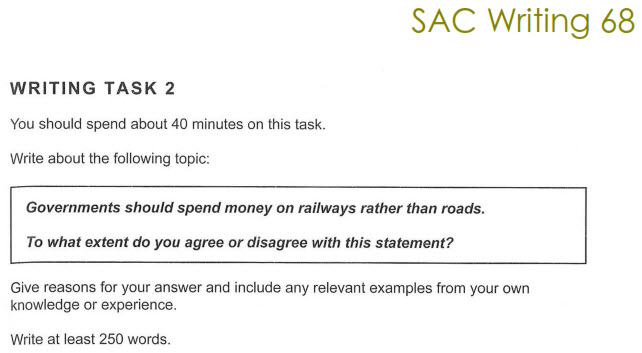 SAC Writing 68
WRITING TASK 2
You should spend about 40 minutes on this task.
Write about the following topic:
Governments should spend money on railways rather than roads.
To what extent do you agree or disagree with this statement?
Give reasons for your answer and include any relevant examples from your own
knowledge or experience.
Write at least 250 words.